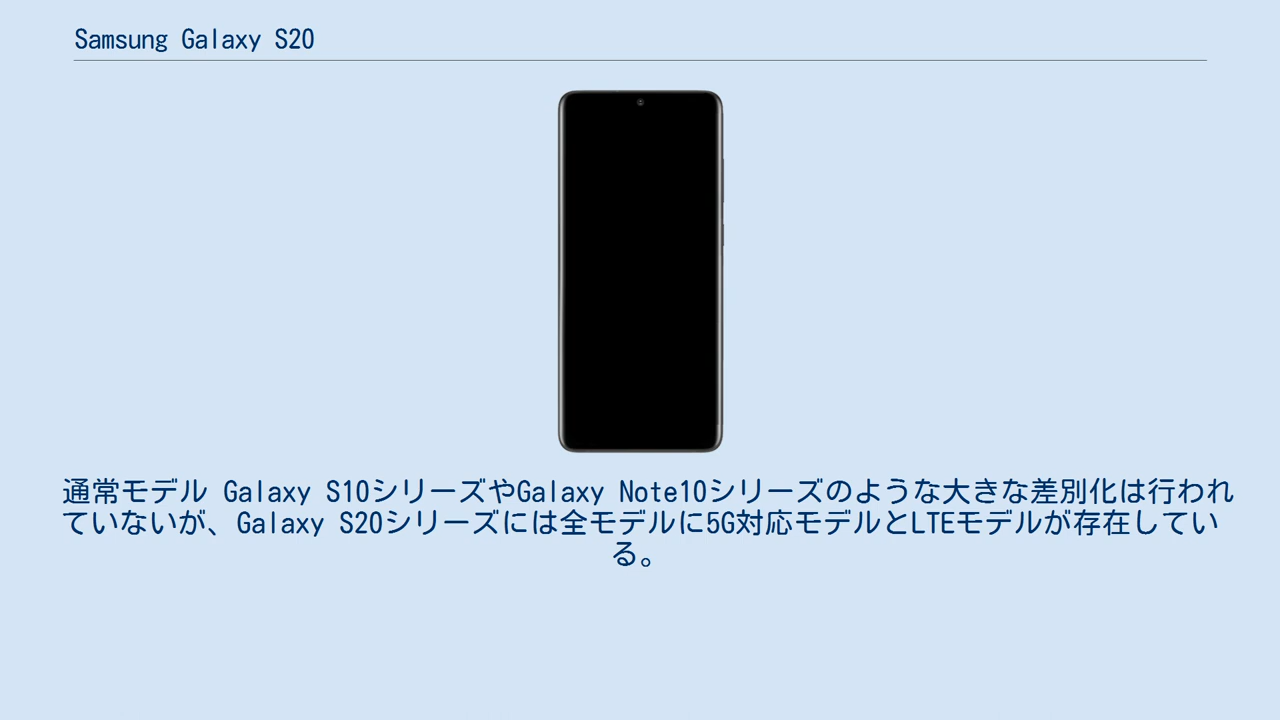 Samsung Galaxy S20
通常モデル Galaxy S10シリーズやGalaxy Note10シリーズのような大きな差別化は行われ
ていないが、Galaxy S20シリーズには全モデルに5G対応モデルとLTEモデルが存在してい
る。